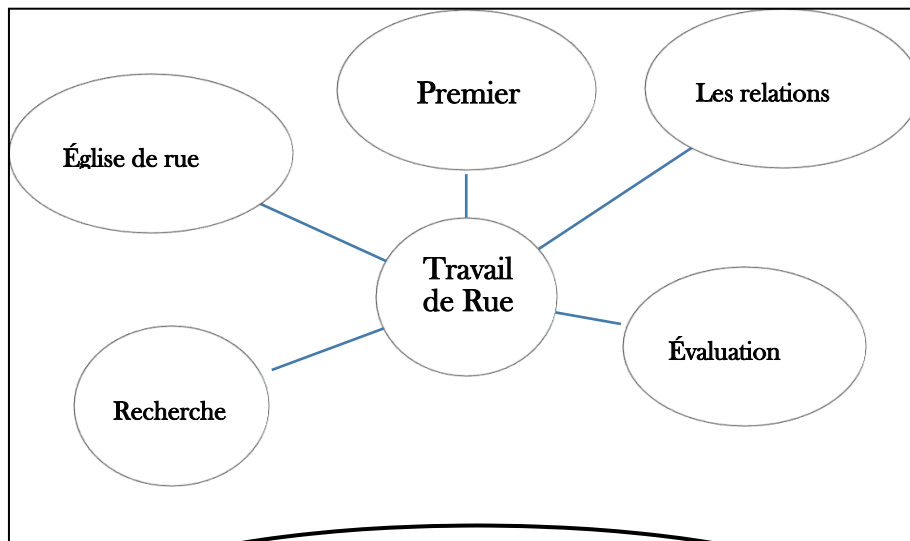 Premier
Les relations
Église de rue
Travail
de Rue
Évaluation
Recherche